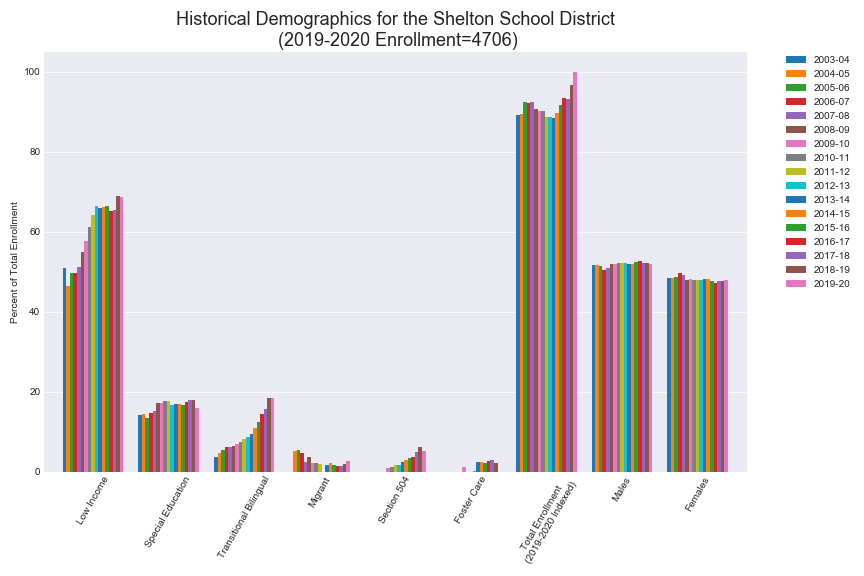 Historical Demographics for the Shelton School District
(2019-2020 Enrollment=4706)
Percent of Total Enrollment
100
80
60
40
20
0
Low Income
Special Education
Transitional Bilingual
Migrant
Section 504
Foster Care
Total Enrollment
(2019-2020 Indexed)
Males
Females
2003-04
2004-05
2005-06
2006-07
2007-08
2008-09
2009-10
2010-11
2011-12
2012-13
2013-14
2014-15
2015-16
2016-17
2017-18
2018-19
2019-20